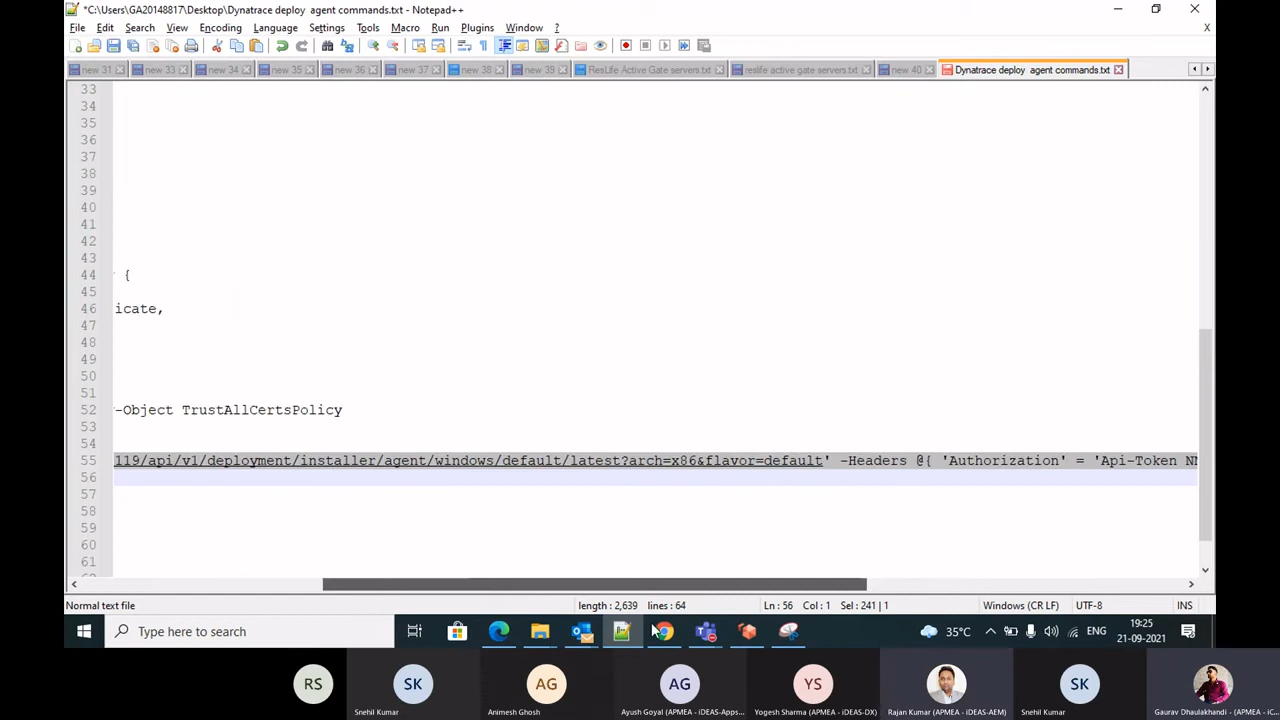 *C:\Users\GA20148817\Desktop\Dynatrace deploy  agent commands.txt - Notepad++
File Edit Search View Encoding Language Settings Tools Macro Run Plugins Window ? X
new 31 new 33 new 34 new 35 new 36 new 37 new 38 new 39 ResLife Active Gate servers.txt reslife active gate servers.txt new 40 Dynatrace deploy  agent commands.txt
33
34
35
36
37
38
39
40
41
42
43
44 {
45
46 icate,
47
48
49
50
51
52 -Object TrustAllCertsPolicy
53
54
55 119/api/v1/deployment/installer/agent/windows/default/latest?arch=x86&flavor=default' -Headers @{ 'Authorization' = 'Api-Token NN
56
57
58
59
60
61
Normal text file length : 2,639 lines : 64 Ln : 56 Col : 1 Sel : 241 | 1 Windows (CR LF) UTF-8 INS
Type here to search 35°C ENG 19:25
21-09-2021
RS SK AG AG YS SK
Snehil Kumar Animesh Ghosh Ayush Goyal (APMEA - iDEAS-Apps... Yogesh Sharma (APMEA - iDEAS-DX) Rajan Kumar (APMEA - iDEAS-AEM) Snehil Kumar Gaurav Dhaulakhandi - (APMEA - iC...